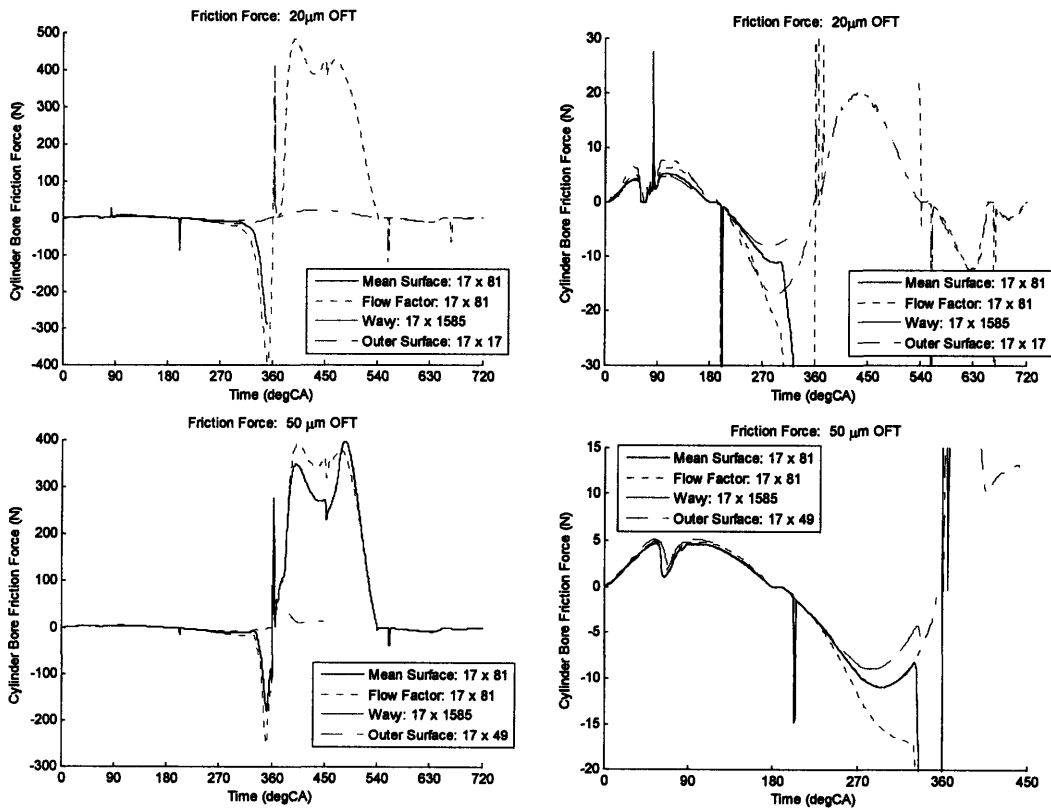 Friction Force: 20μm OFT
Cylinder Bore Friction Force (N)
500
400
300
200
100
0
-100
-200
-300
-400
0 90 180 270 360 450 540 630 720
Time (degCA)
Mean Surface: 17 x 81
Flow Factor: 17 x 81
Wavy: 17 x 1585
Outer Surface: 17 x 17
Friction Force: 20μm OFT
Cylinder Bore Friction Force (N)
30
20
10
0
-10
-20
-30
0 90 180 270 360 450 540 630 720
Time (degCA)
Mean Surface: 17 x 81
Flow Factor: 17 x 81
Wavy: 17 x 1585
Outer Surface: 17 x 17
Friction Force: 50 μm OFT
Cylinder Bore Friction Force (N)
400
300
200
100
0
-100
-200
-300
0 90 180 270 360 450 540 630 720
Time (degCA)
Mean Surface: 17 x 81
Flow Factor: 17 x 81
Wavy: 17 x 1585
Outer Surface: 17 x 49
Friction Force: 50 μm OFT
Cylinder Bore Friction Force (N)
15
10
5
0
-5
-10
-15
-20
0 90 180 270 360 450
Time (degCA)
Mean Surface: 17 x 81
Flow Factor: 17 x 81
Wavy: 17 x 1585
Outer Surface: 17 x 49